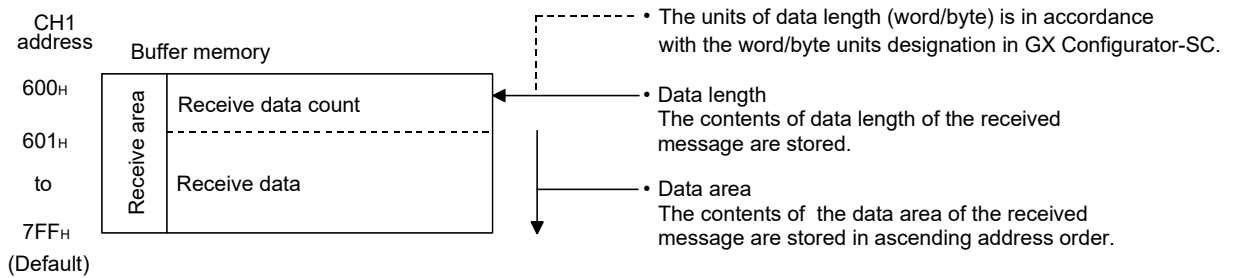 CH1
address
Buffer memory
600H
Receive area
Receive data count
601H
to
Receive data
7FFH
(Default)
• The units of data length (word/byte) is in accordance
with the word/byte units designation in GX Configurator-SC.
• Data length
The contents of data length of the received
message are stored.
• Data area
The contents of the data area of the received
message are stored in ascending address order.